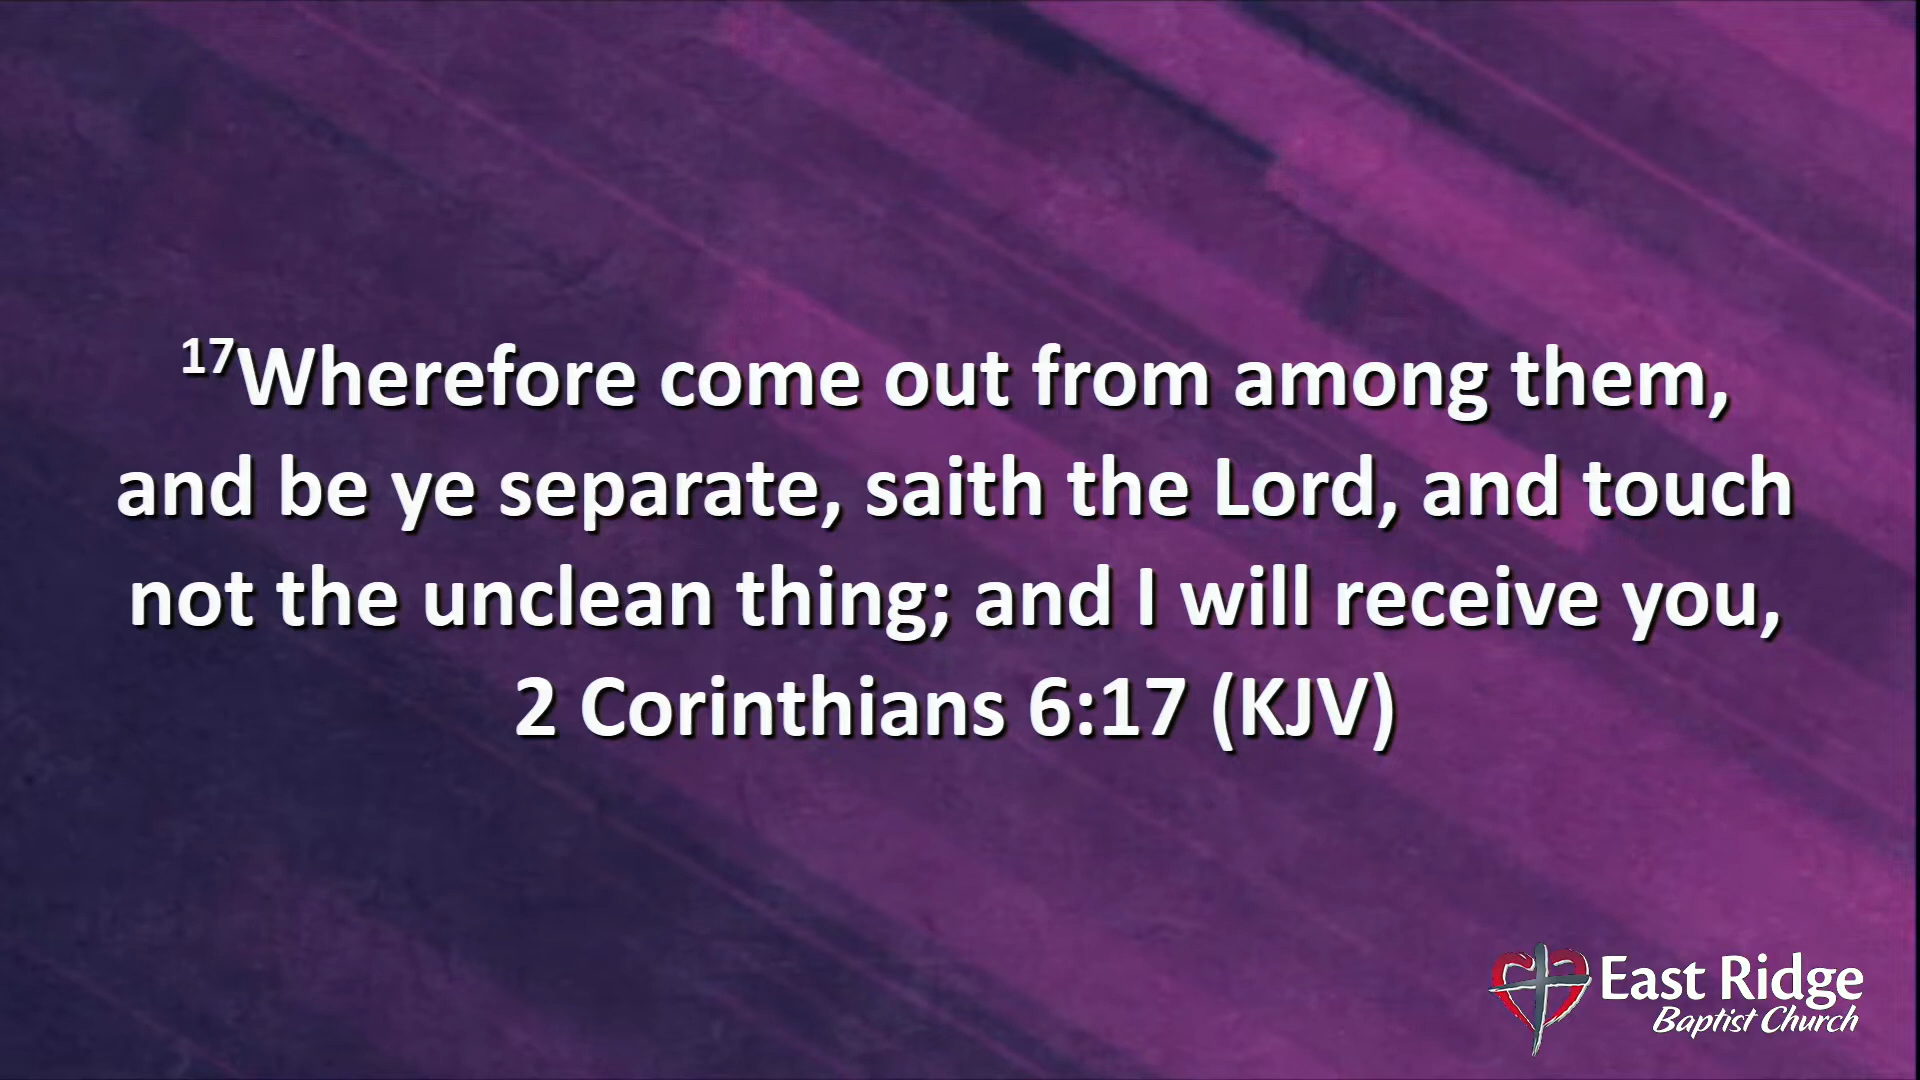 17Wherefore come out from among them,
and be ye separate, saith the Lord, and touch
not the unclean thing; and I will receive you,
2 Corinthians 6:17 (KJV)
East Ridge
Baptist Church